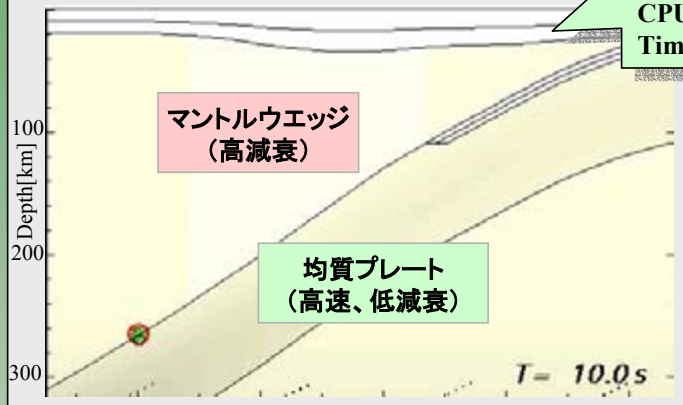 CPU
Tim
マントルウエッジ
（高減衰）
100
Depth[km]
200
均質プレート
（高速、低減衰）
300
T= 10.0s